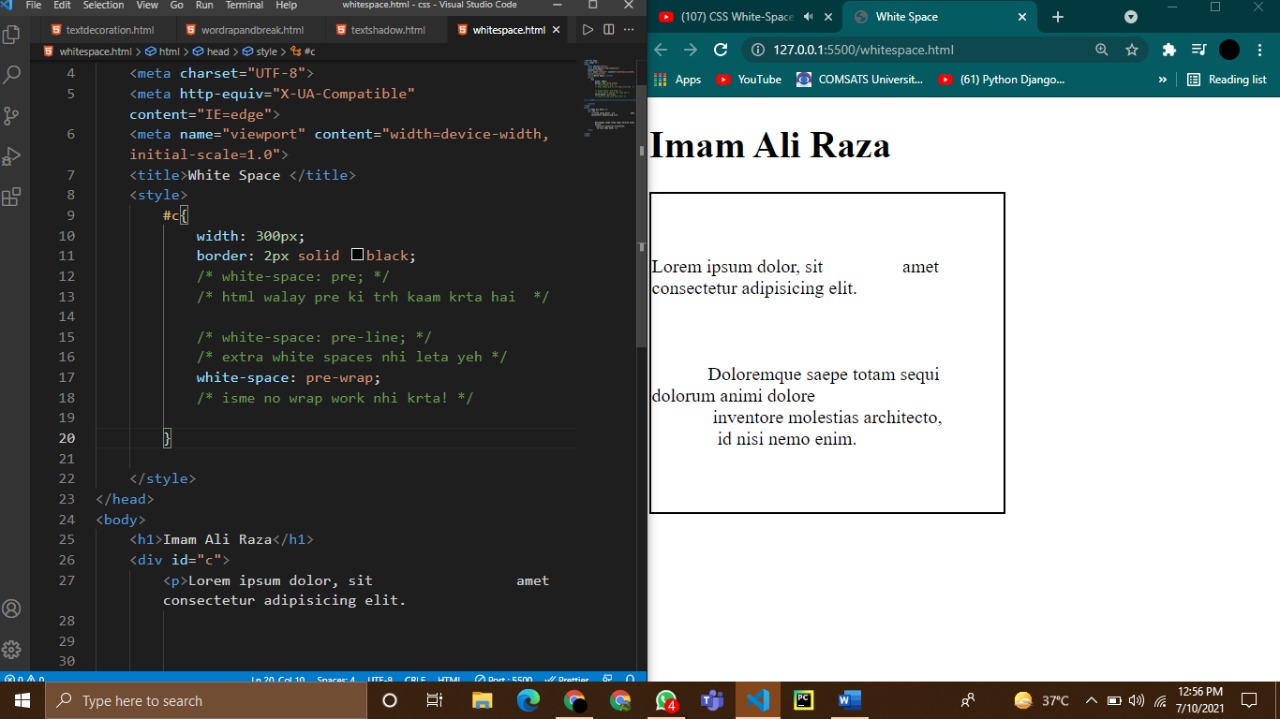 File Edit Selection View Go Run Terminal Help whitespace.html - css - Visual Studio Code
textdecoration.html wordrapandbreak.html textshadow.html whitespace.html
whitespace.html > html > head > style > #c
4 <meta charset="UTF-8">
5 <meta http-equiv="X-UA-Compatible"
content="IE=edge">
6 <meta name="viewport" content="width=device-width,
initial-scale=1.0">
7 <title>White Space </title>
8 <style>
9 #c{
10 width: 300px;
11 border: 2px solid black;
12 /* white-space: pre; */
13 /* html walay pre ki trh kaam krta hai  */
14
15 /* white-space: pre-line; */
16 /* extra white spaces nhi leta yeh */
17 white-space: pre-wrap;
18 /* isme no wrap work nhi krta! */
19
20 }
21
22 </style>
23 </head>
24 <body>
25 <h1>Imam Ali Raza</h1>
26 <div id="c">
27 <p>Lorem ipsum dolor, sit amet
consectetur adipisicing elit.
28
29
30
0 0 Ln 20, Col 10 Spaces: 4 UTF-8 CRLF HTML Port : 5500 Prettier
(107) CSS White-Space White Space
127.0.0.1:5500/whitespace.html
Apps YouTube COMSATS Universit... (61) Python Django... » Reading list
Imam Ali Raza
Lorem ipsum dolor, sit amet
consectetur adipisicing elit.
Doloremque saepe totam sequi
dolorum animi dolore
inventore molestias architecto,
id nisi nemo enim.
Type here to search 4 PC W 37°C 12:56 PM
7/10/2021